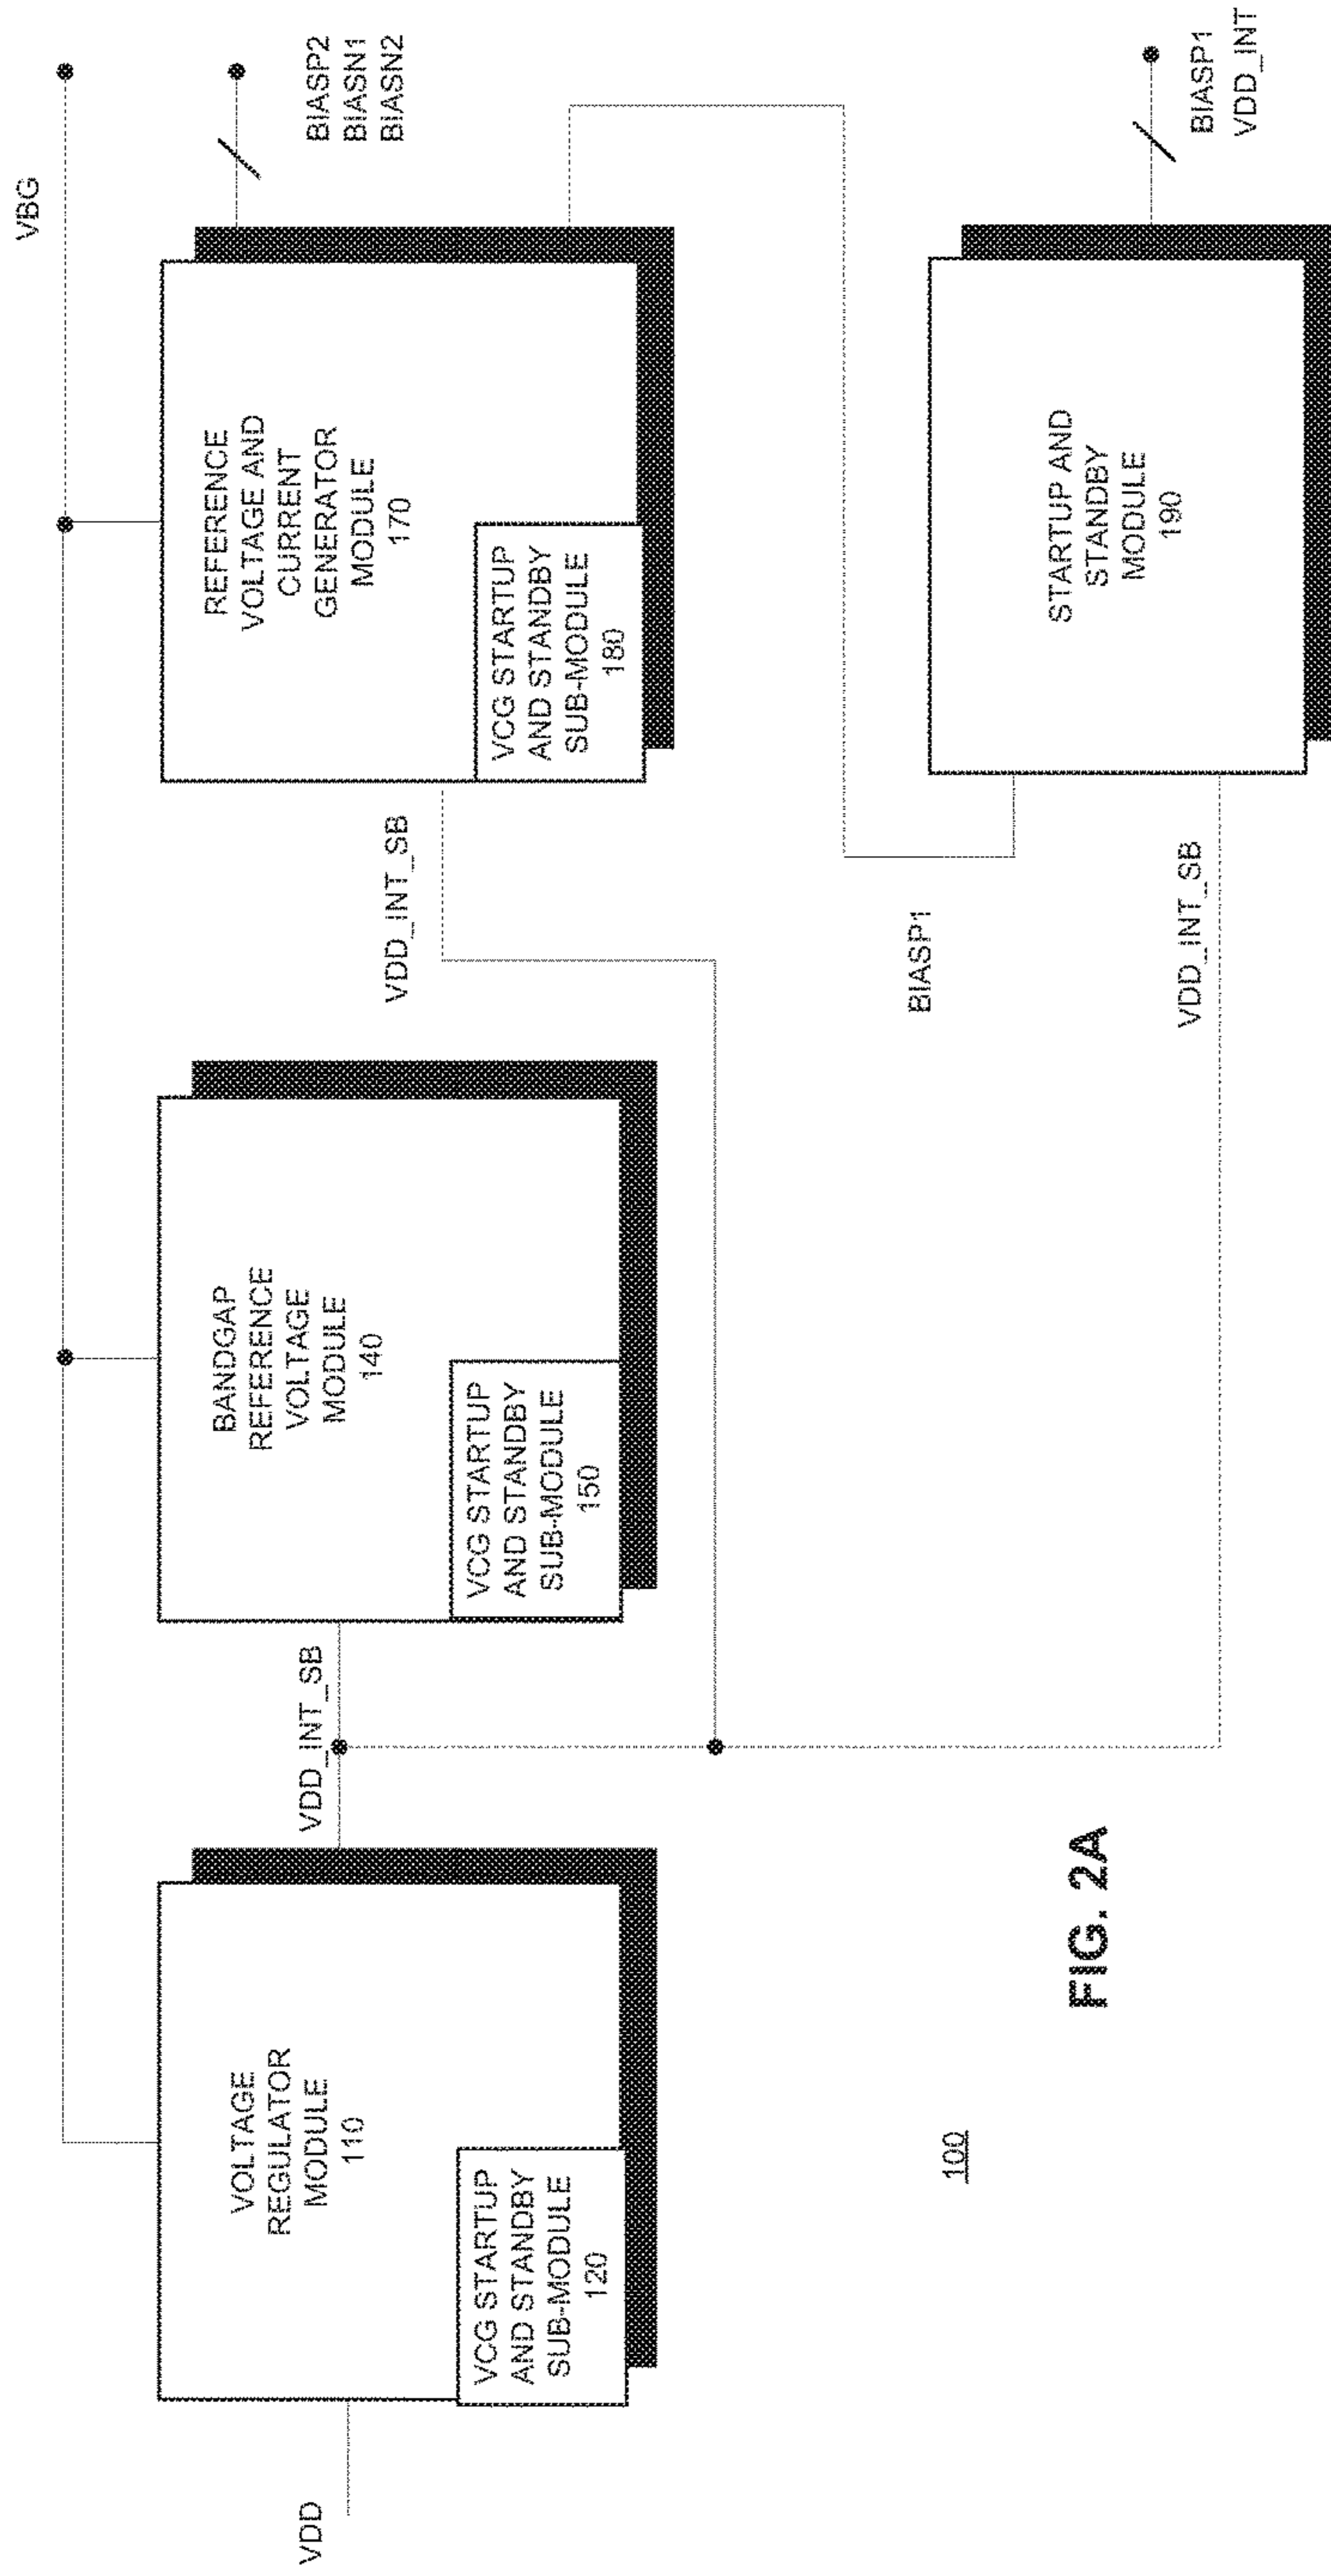 VBG
BIASP2
BIASN1
BIASN2
VDD
VOLTAGE
REGULATOR
MODULE
110
VCG STARTUP
AND STANDBY
SUB-MODULE
120
VDD_INT_SB
BANDGAP
REFERENCE
VOLTAGE
MODULE
140
VCG STARTUP
AND STANDBY
SUB-MODULE
150
VDD_INT_SB
REFERENCE
VOLTAGE AND
CURRENT
GENERATOR
MODULE
170
VCG STARTUP
AND STANDBY
SUB-MODULE
180
BIASP1
VDD_INT_SB
STARTUP AND
STANDBY
MODULE
190
BIASP1
VDD_INT
100
FIG. 2A